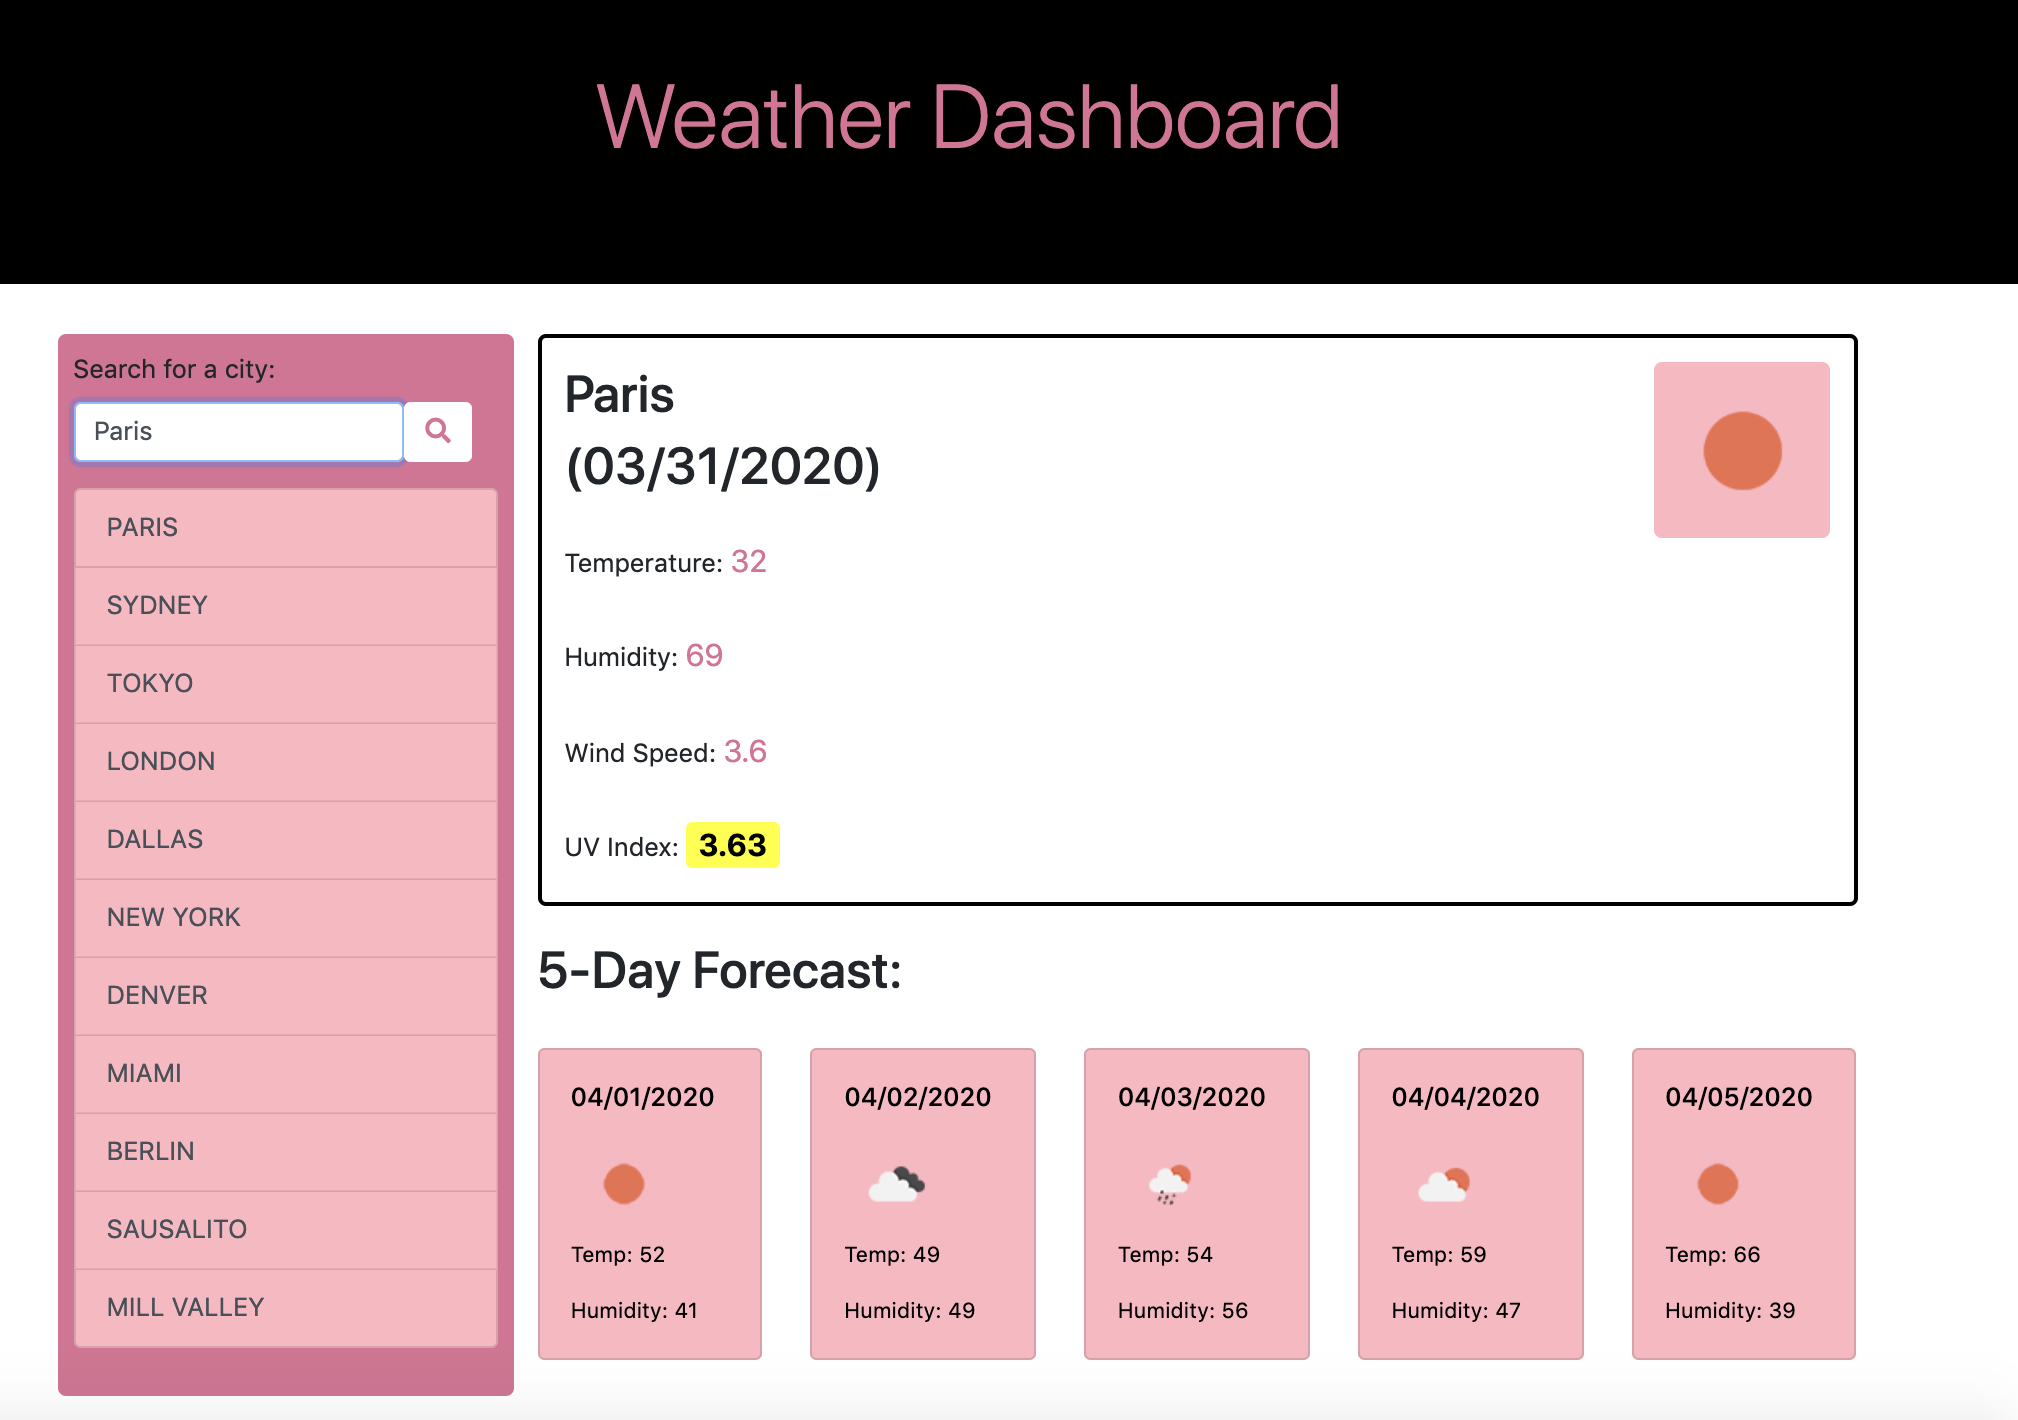 Weather Dashboard
Search for a city:
Paris
PARIS
SYDNEY
TOKYO
LONDON
DALLAS
NEW YORK
DENVER
MIAMI
BERLIN
SAUSALITO
MILL VALLEY
Paris
(03/31/2020)
Temperature: 32
Humidity: 69
Wind Speed: 3.6
UV Index: 3.63
5-Day Forecast:
04/01/2020
Temp: 52
Humidity: 41
04/02/2020
Temp: 49
Humidity: 49
04/03/2020
Temp: 54
Humidity: 56
04/04/2020
Temp: 59
Humidity: 47
04/05/2020
Temp: 66
Humidity: 39